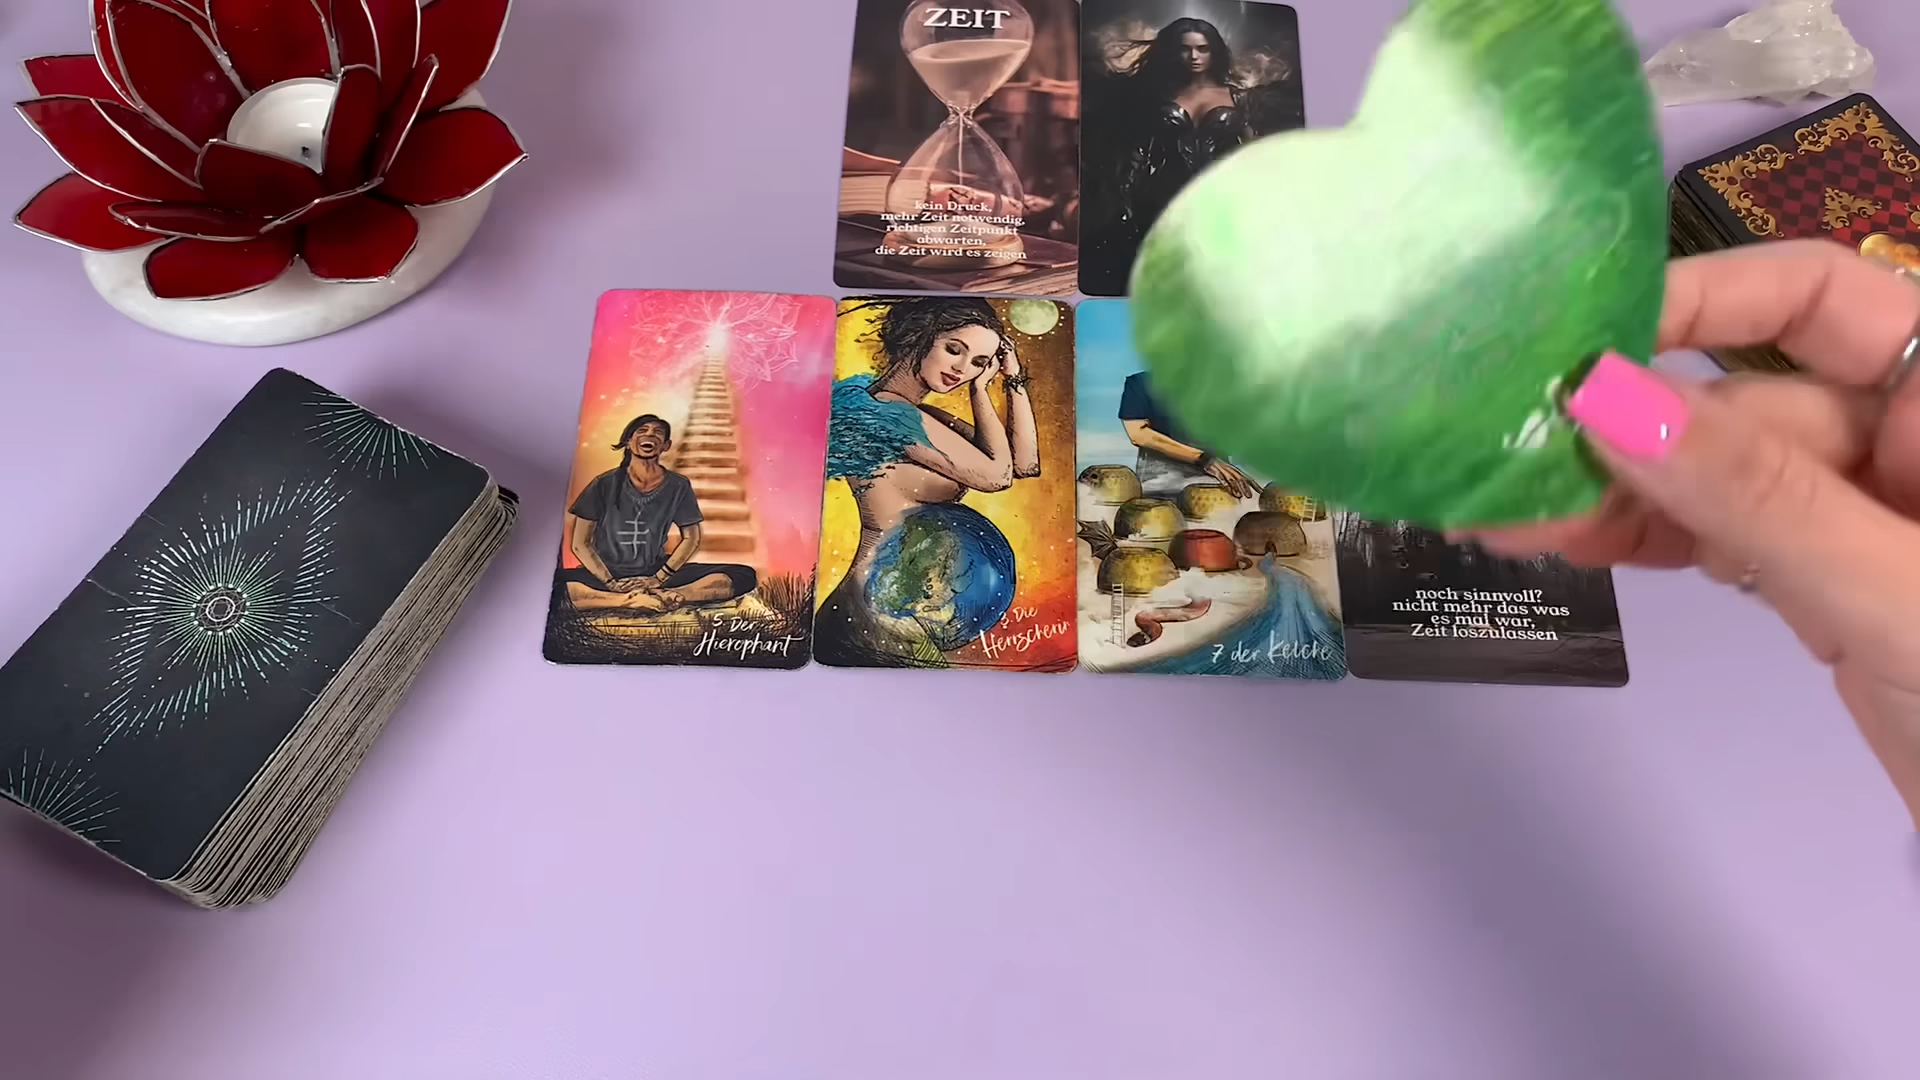 ZEIT
kein Druck,
mehr Zeit notwendig,
richtigen Zeitpunkt
abwarten,
die Zeit wird es zeigen
5. Der
Hierophant
3. Die
Herrscherin
7 der Kelche
noch sinnvoll?
nicht mehr das was
es mal war,
Zeit loszulassen